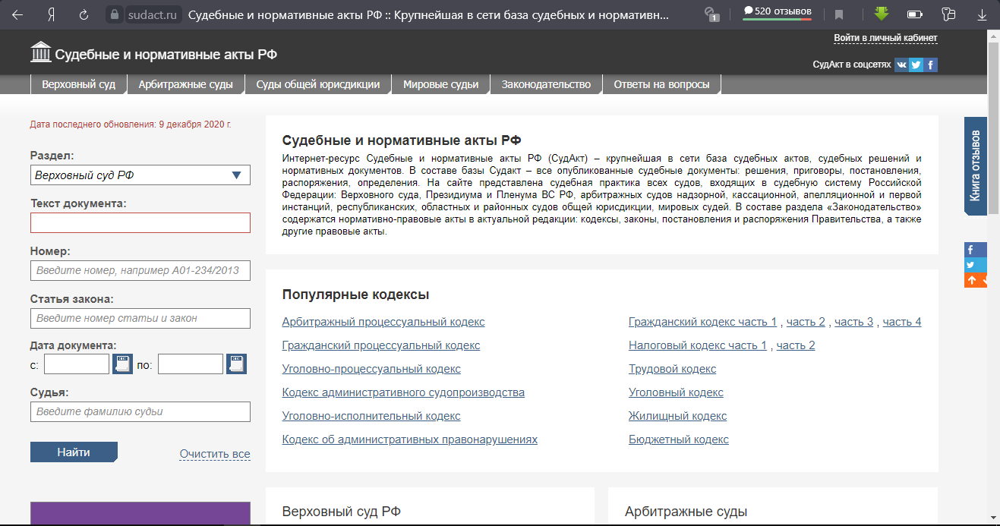 Я
sudact.ru Судебные и нормативные акты РФ :: Крупнейшая в сети база судебных и нормативн...
1
520 отзывов
Войти в личный кабинет
Судебные и нормативные акты РФ
СудАкт в соцсетях
Верховный суд Арбитражные суды Суды общей юрисдикции Мировые судьи Законодательство Ответы на вопросы
Дата последнего обновления: 9 декабря 2020 г.
Раздел:
Верховный суд РФ
Текст документа:
Номер:
Введите номер, например А01-234/2013
Статья закона:
Введите номер статьи и закон
Дата документа:
с: по:
Судья:
Введите фамилию судьи
Найти Очистить все
Судебные и нормативные акты РФ
Интернет-ресурс Судебные и нормативные акты РФ (СудАкт) – крупнейшая в сети база судебных актов, судебных решений и
нормативных документов. В составе базы Судакт – все опубликованные судебные документы: решения, приговоры, постановления,
распоряжения, определения. На сайте представлена судебная практика всех судов, входящих в судебную систему Российской
Федерации: Верховного суда, Президиума и Пленума ВС РФ, арбитражных судов надзорной, кассационной, апелляционной и первой
инстанций, республиканских, областных и районных судов общей юрисдикции, мировых судей. В составе раздела «Законодательство»
содержатся нормативно-правовые акты в актуальной редакции: кодексы, законы, постановления и распоряжения Правительства, а также
другие правовые акты.
Популярные кодексы
Арбитражный процессуальный кодекс
Гражданский процессуальный кодекс
Уголовно-процессуальный кодекс
Кодекс административного судопроизводства
Уголовно-исполнительный кодекс
Кодекс об административных правонарушениях
Гражданский кодекс часть 1 , часть 2 , часть 3 , часть 4
Налоговый кодекс часть 1 , часть 2
Трудовой кодекс
Уголовный кодекс
Жилищный кодекс
Бюджетный кодекс
Верховный суд РФ
Арбитражные суды
Книга отзывов